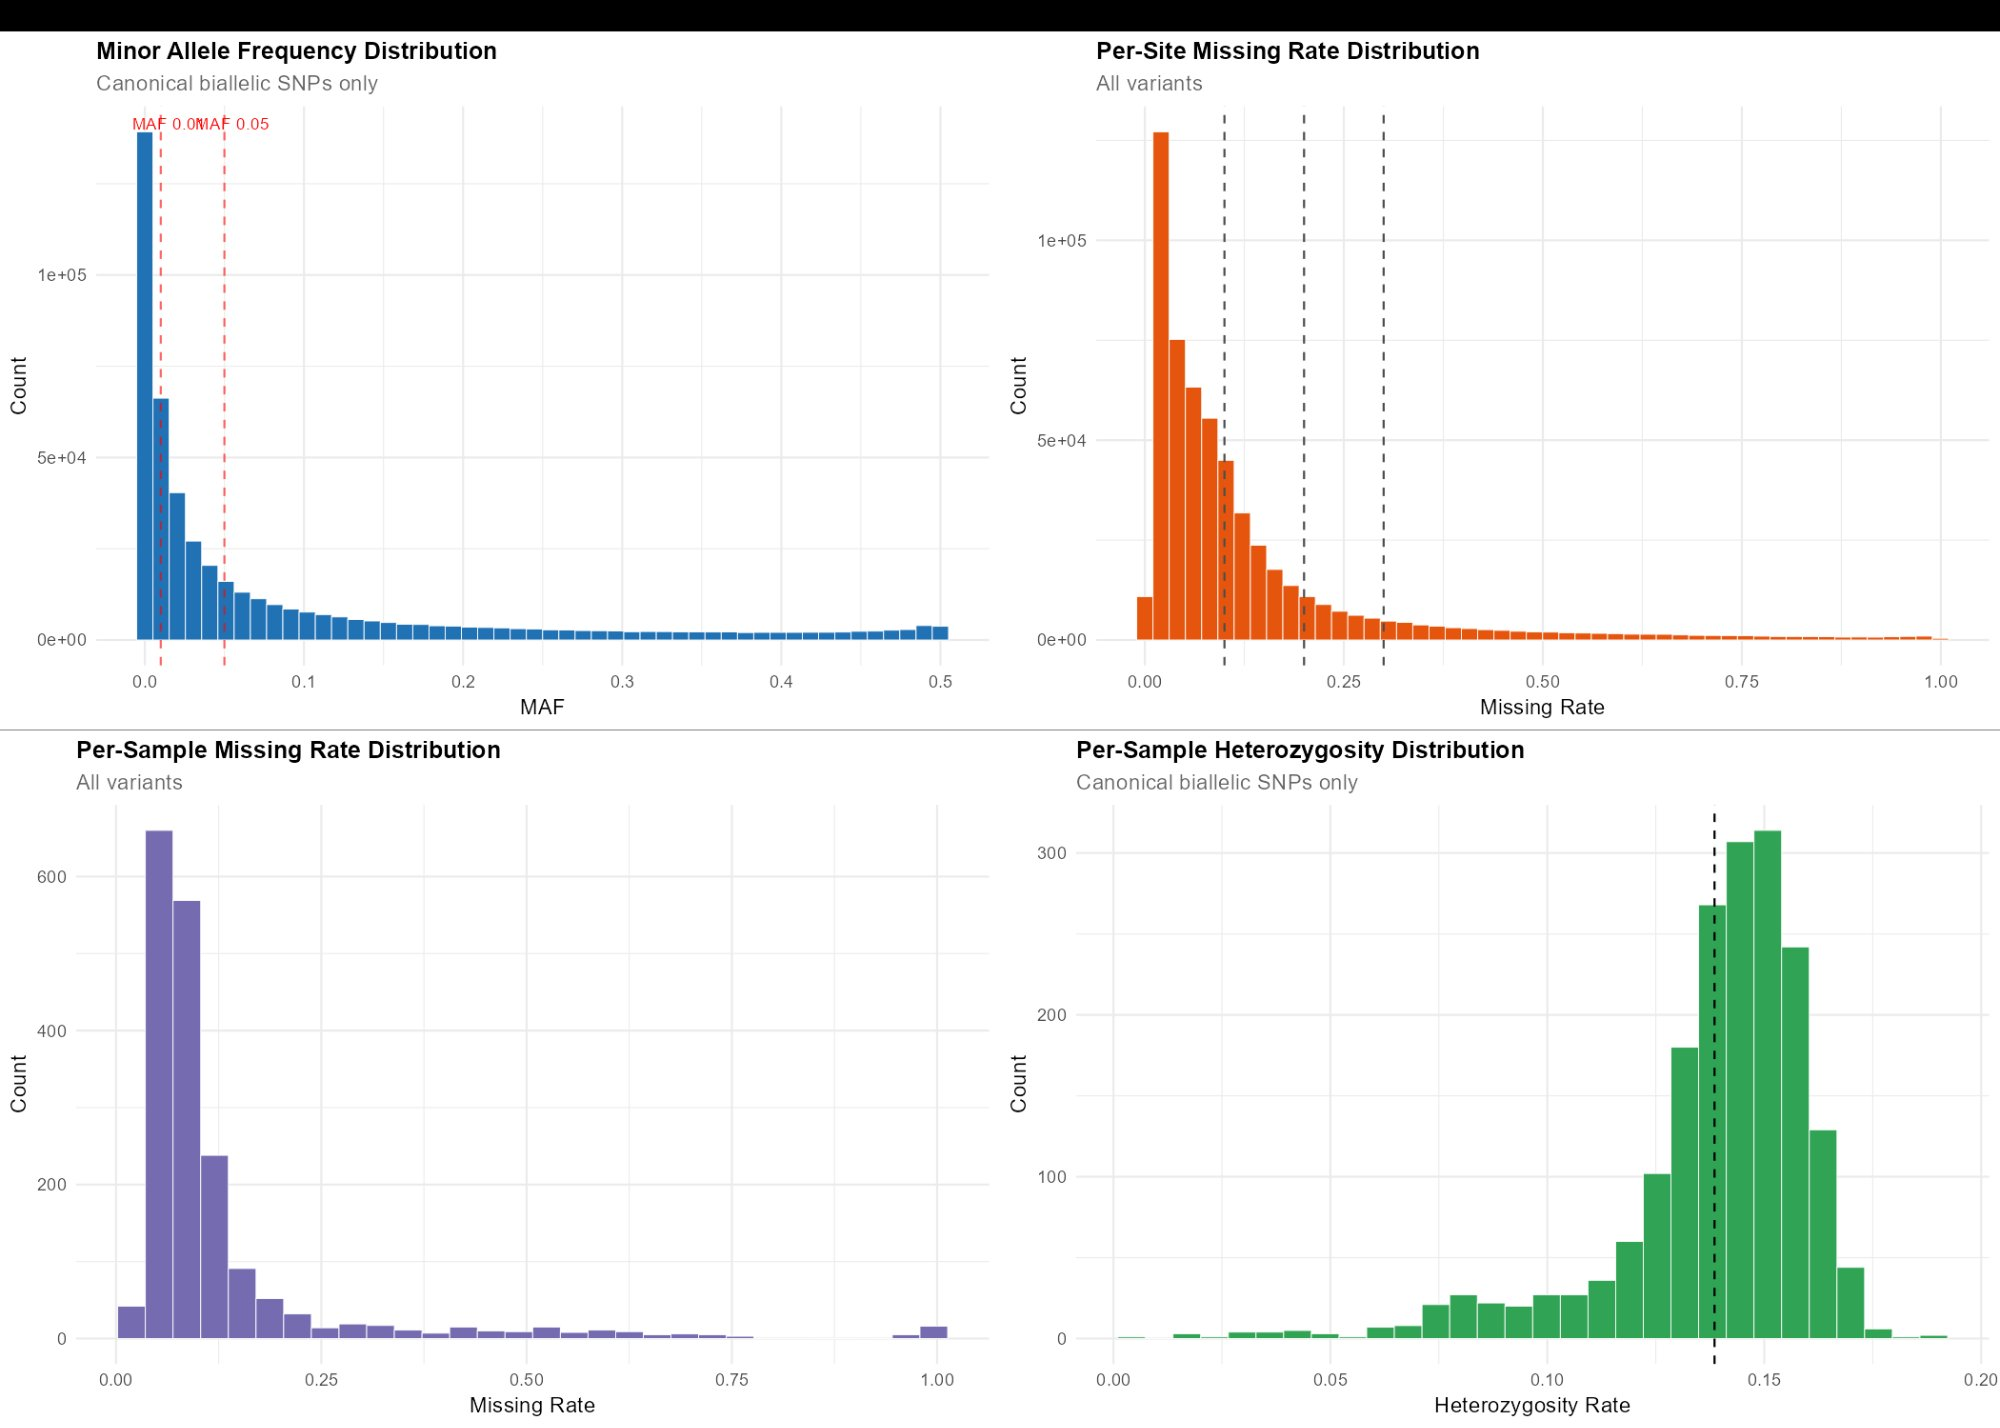 Minor Allele Frequency Distribution
Canonical biallelic SNPs only
MAF 0.01
MAF 0.05
1e+05
5e+04
0e+00
Count
0.0 0.1 0.2 0.3 0.4 0.5
MAF
Per-Site Missing Rate Distribution
All variants
1e+05
5e+04
0e+00
Count
0.00 0.25 0.50 0.75 1.00
Missing Rate
Per-Sample Missing Rate Distribution
All variants
600
400
200
0
Count
0.00 0.25 0.50 0.75 1.00
Missing Rate
Per-Sample Heterozygosity Distribution
Canonical biallelic SNPs only
300
200
100
0
Count
0.00 0.05 0.10 0.15 0.20
Heterozygosity Rate